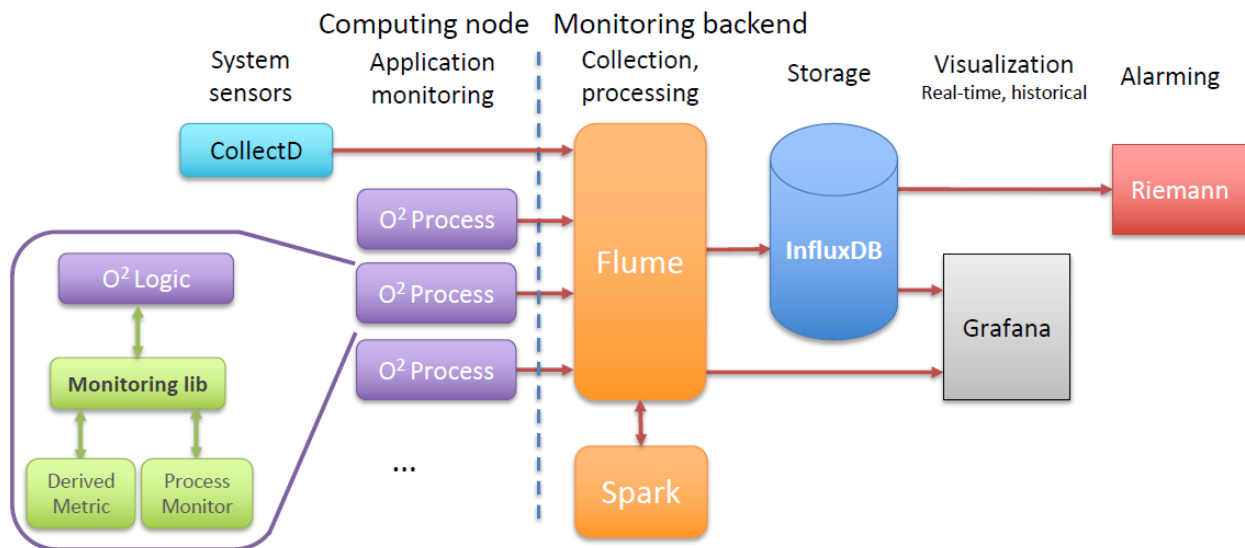 Computing node
Monitoring backend
System
sensors
Application
monitoring
Collection,
processing
Storage
Visualization
Real-time, historical
Alarming
CollectD
O² Process
O² Process
O² Process
...
O² Logic
Monitoring lib
Derived
Metric
Process
Monitor
Flume
Spark
InfluxDB
Riemann
Grafana